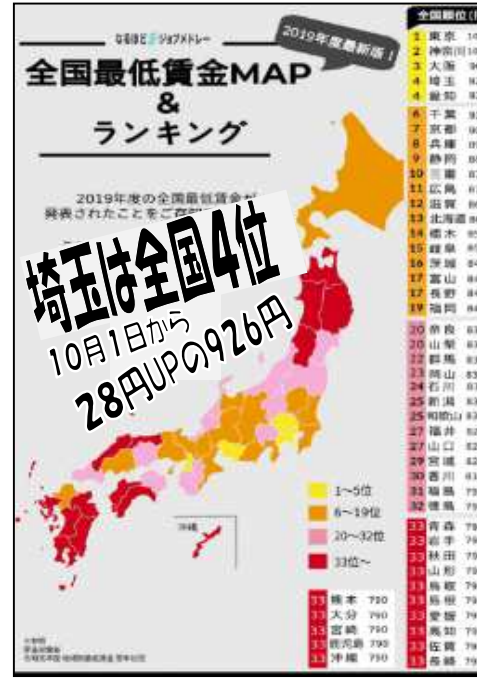 なるほど!ジョブメドレー
2019年度最新版!
全国最低賃金MAP
&
ランキング
2019年度の全国最低賃金が
埼玉は全国4位
10月1日から
28円UPの926円
沖縄
1〜5位
6〜19位
20〜32位
33位〜
33 熊本 790
33 大分 790
33 宮崎 790
33 鹿児島 790
33 沖縄 790
全国順位
1 東京
2 神奈川
3 大阪
4 埼玉
4 愛知
6 千葉
7 京都
8 兵庫
9 静岡
10 三重
11 広島
12 滋賀
13 北海道
14 栃木
15 岐阜
16 茨城
17 富山
17 長野
19 福岡
20 奈良
20 山梨
22 群馬
23 岡山
24 石川
25 新潟
25 和歌山
27 福井
27 山口
29 宮城
30 香川
31 福島
32 徳島
33 青森
33 岩手
33 秋田
33 山形
33 鳥取
33 島根
33 愛媛
33 高知
33 佐賀
33 長崎